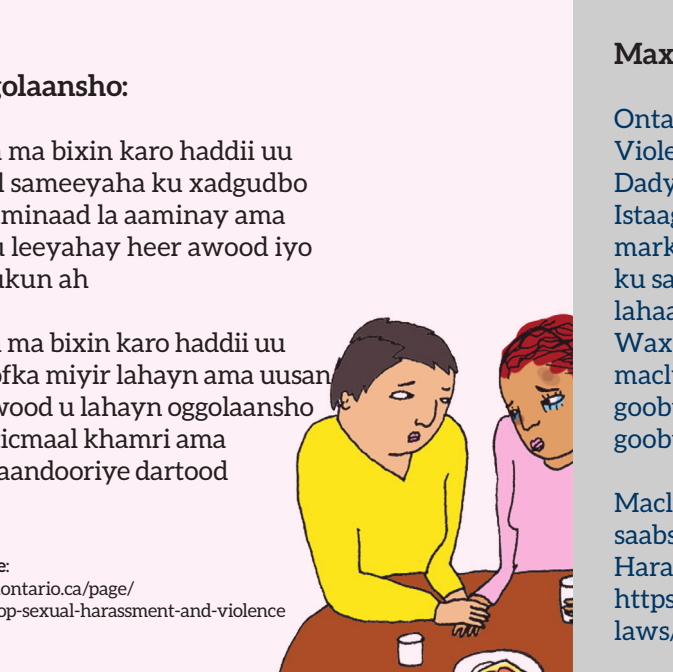 golaansho:
ma bixin karo haddii uu
sameeyaha ku xadgudbo
aminaad la aaminay ama
u leeyahay heer awood iyo
ukun ah
ma bixin karo haddii uu
ofka miyir lahayn ama uusan
wood u lahayn oggolaansho
icmaal khamri ama
aandooriye dartood
e:
ontario.ca/page/
op-sexual-harassment-and-violence
Max
Onta
Viole
Dady
Istaag
mark
ku sa
lahaa
Wax
macl
goob
goob
Macl
saabs
Hara
https
laws/